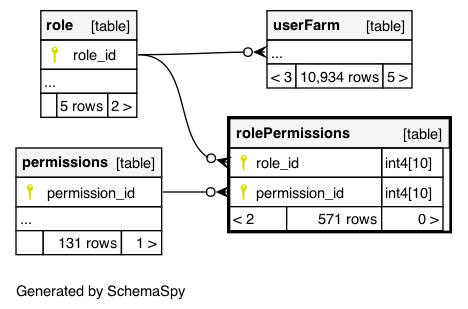 role [table]
role_id
...
5 rows 2 >
userFarm [table]
...
< 3 10,934 rows 5 >
rolePermissions [table]
role_id int4[10]
permission_id int4[10]
< 2 571 rows 0 >
permissions [table]
permission_id
...
131 rows 1 >
Generated by SchemaSpy